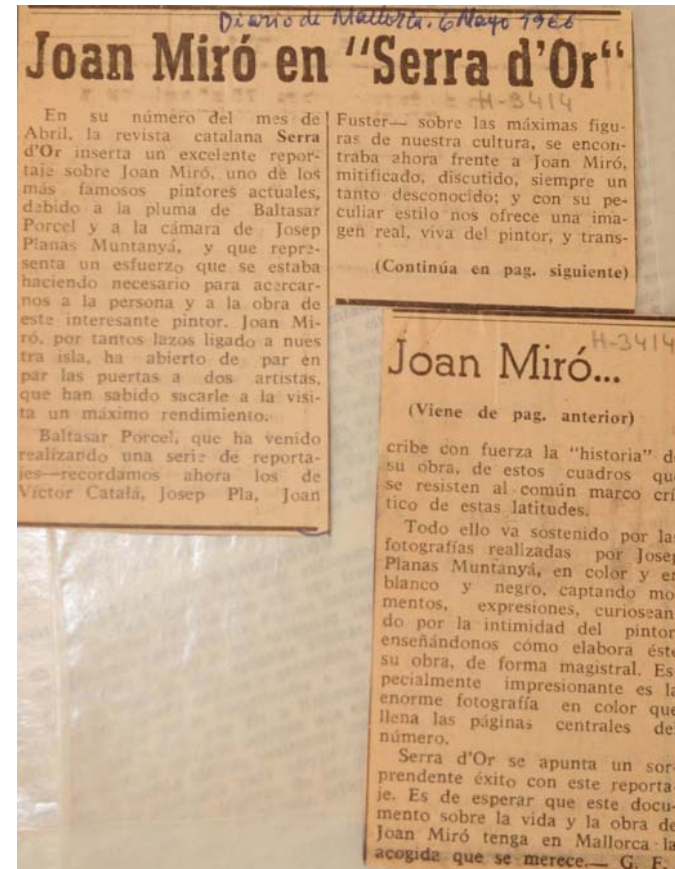 Diario de Mallorca. 6 Mayo 1966
Joan Miró en "Serra d'Or"
H-3414
En su número del mes de
Abril, la revista catalana Serra
d'Or inserta un excelente repor-
taje sobre Joan Miró, uno de los
más famosos pintores actuales,
debido a la pluma de Baltasar
Porcel y a la cámara de Josep
Planas Muntanyá, y que repre-
senta un esfuerzo que se estaba
haciendo necesario para acercar-
nos a la persona y a la obra de
este interesante pintor. Joan Mi-
ró, por tantos lazos ligado a nues
tra isla, ha abierto de par en
par las puertas a dos artistas,
que han sabido sacarle a la visi-
ta un máximo rendimiento.
Baltasar Porcel, que ha venido
realizando una serie de reporta-
jes—recordamos ahora los de
Víctor Catalá, Josep Pla, Joan
Fuster— sobre las máximas figu-
ras de nuestra cultura, se encon-
traba ahora frente a Joan Miró,
mitificado, discutido, siempre un
tanto desconocido; y con su pe-
culiar estilo nos ofrece una ima-
gen real, viva del pintor, y trans-
(Continúa en pag. siguiente)
H-3414
Joan Miró...
(Viene de pag. anterior)
cribe con fuerza la "historia" d
su obra, de estos cuadros que
se resisten al común marco crí
tico de estas latitudes.
Todo ello va sostenido por las
fotografías realizadas por Josep
Planas Muntanyá, en color y en
blanco y negro, captando mo
mentos, expresiones, curiosean
do por la intimidad del pintor
enseñándonos cómo elabora éste
su obra, de forma magistral. Es
pecialmente impresionante es la
enorme fotografía en color que
llena las páginas centrales del
número.
Serra d'Or se apunta un sor-
prendente éxito con este reporta-
je. Es de esperar que este docu-
mento sobre la vida y la obra de
Joan Miró tenga en Mallorca la
acogida que se merece.— G. F.